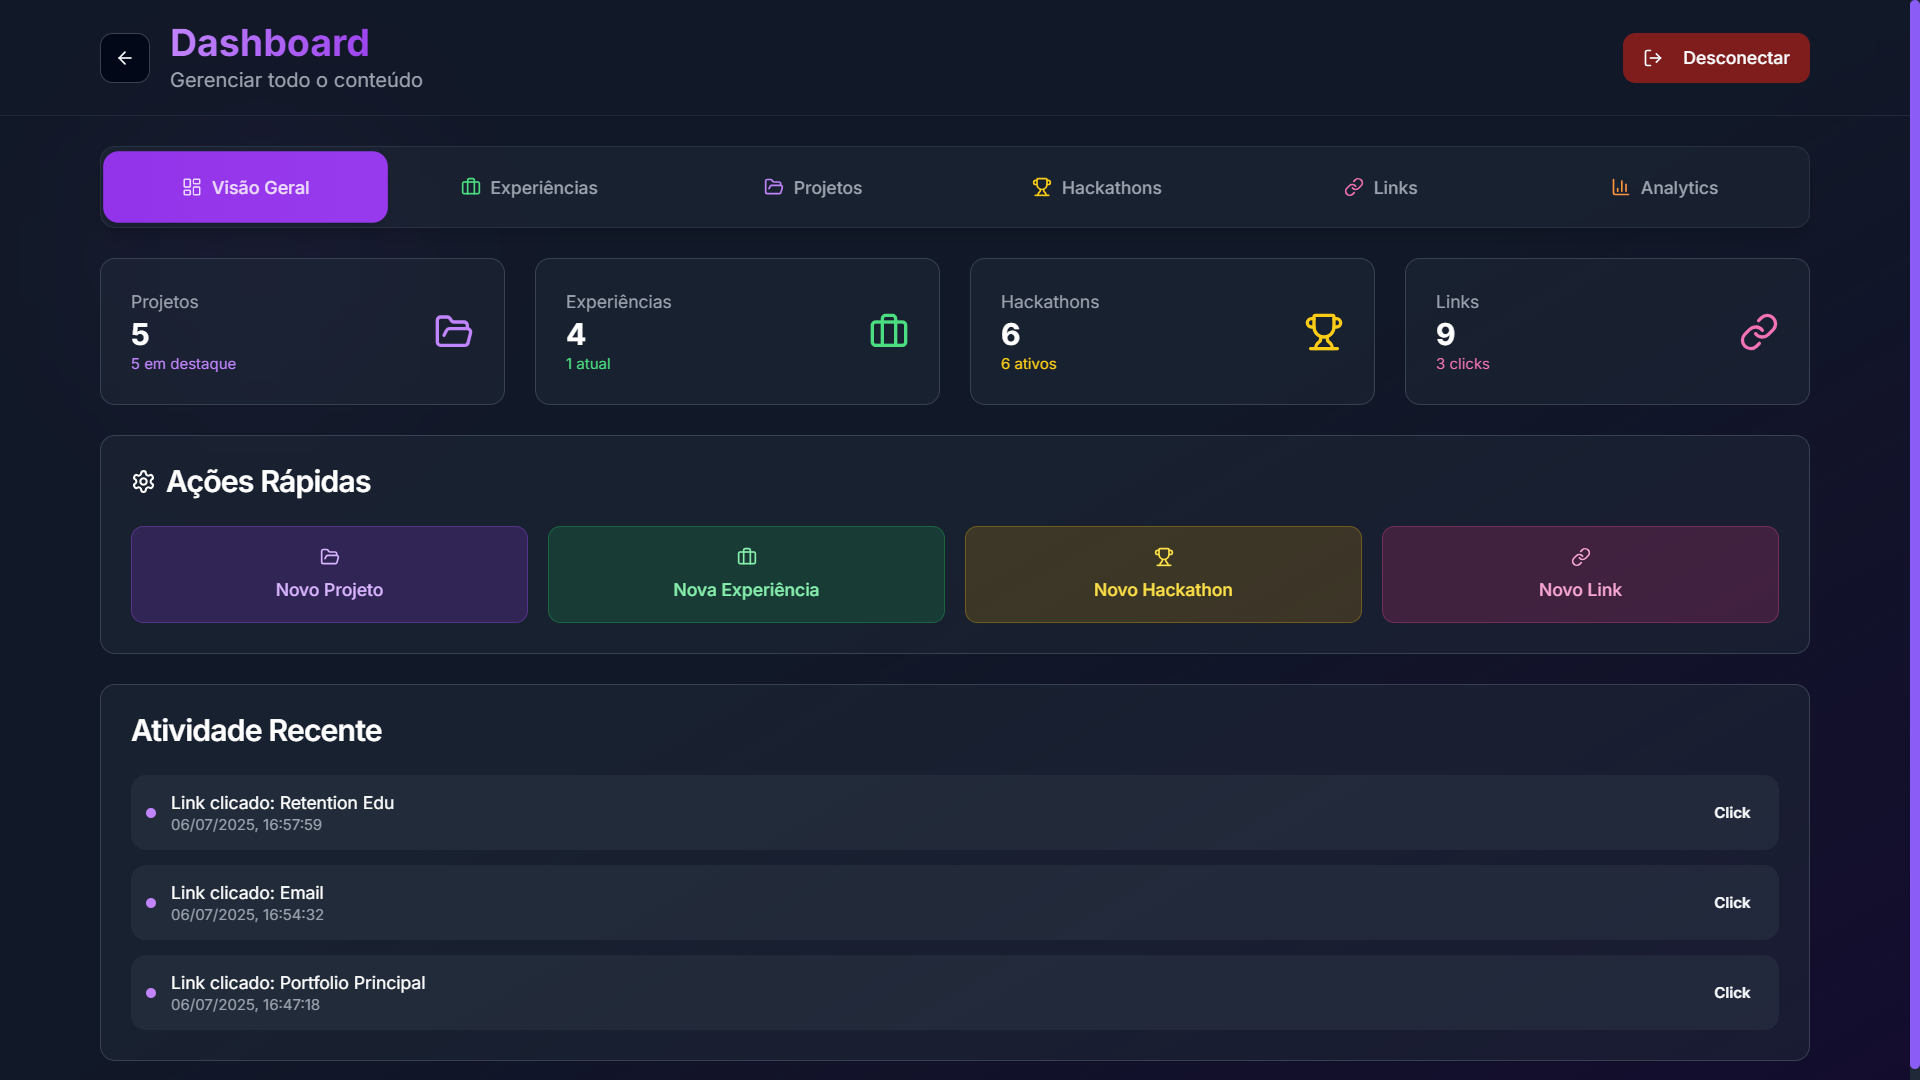 Dashboard
Gerenciar todo o conteúdo
Desconectar
Visão Geral
Experiências
Projetos
Hackathons
Links
Analytics
Projetos
5
5 em destaque
Experiências
4
1 atual
Hackathons
6
6 ativos
Links
9
3 clicks
Ações Rápidas
Novo Projeto
Nova Experiência
Novo Hackathon
Novo Link
Atividade Recente
Link clicado: Retention Edu
06/07/2025, 16:57:59
Click
Link clicado: Email
06/07/2025, 16:54:32
Click
Link clicado: Portfolio Principal
06/07/2025, 16:47:18
Click